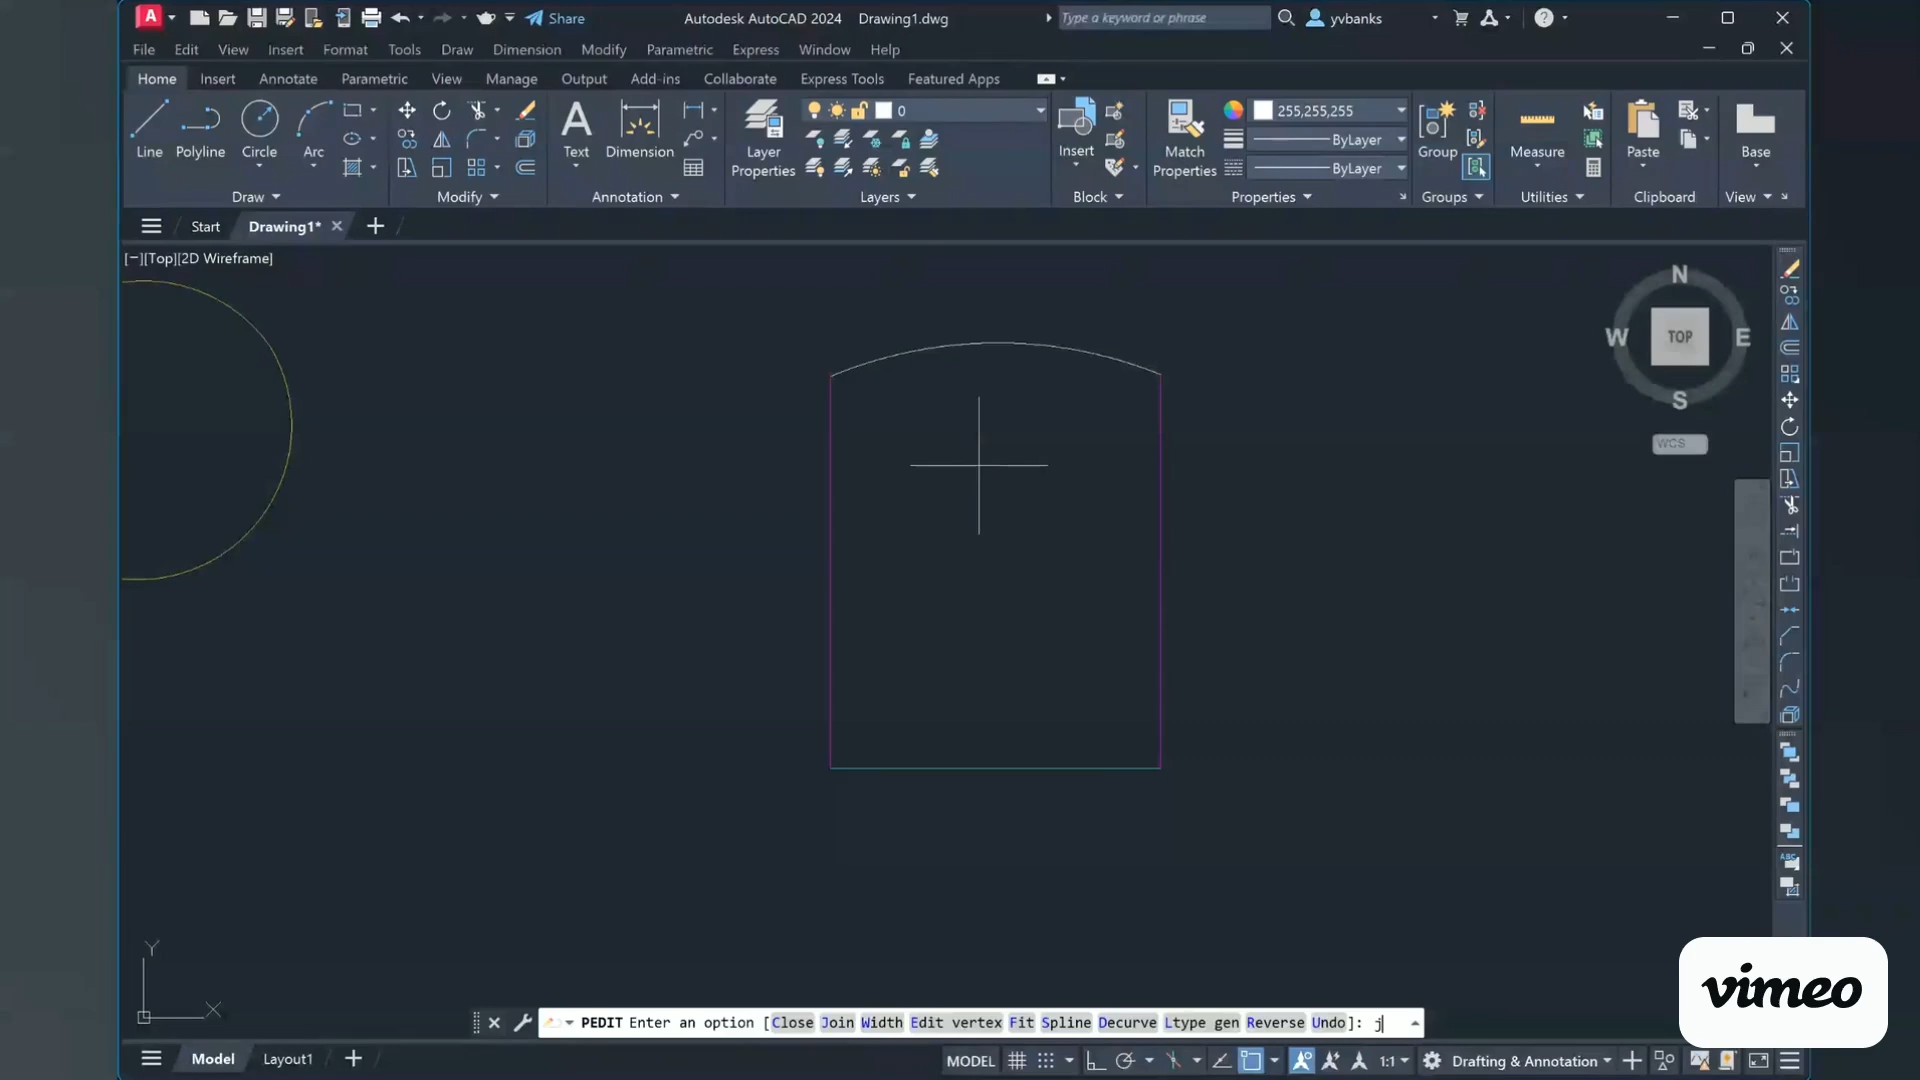 Share
Autodesk AutoCAD 2024 Drawing1.dwg
Type a keyword or phrase
yvbanks
File Edit View Insert Format Tools Draw Dimension Modify Parametric Express Window Help
Home Insert Annotate Parametric View Manage Output Add-ins Collaborate Express Tools Featured Apps
0
255,255,255
ByLayer
ByLayer
Line Polyline Circle Arc
Text Dimension
Layer
Properties
Insert
Match
Properties
Group
Measure
Paste
Base
Draw Modify Annotation Layers Block Properties Groups Utilities Clipboard View
Start Drawing1*
[−][Top][2D Wireframe]
N
W TOP E
S
WCS
ABC
Y
X
vimeo
PEDIT Enter an option [Close Join Width Edit vertex Fit Spline Decurve Ltype gen Reverse Undo]: j
Model Layout1
MODEL
1:1
Drafting & Annotation